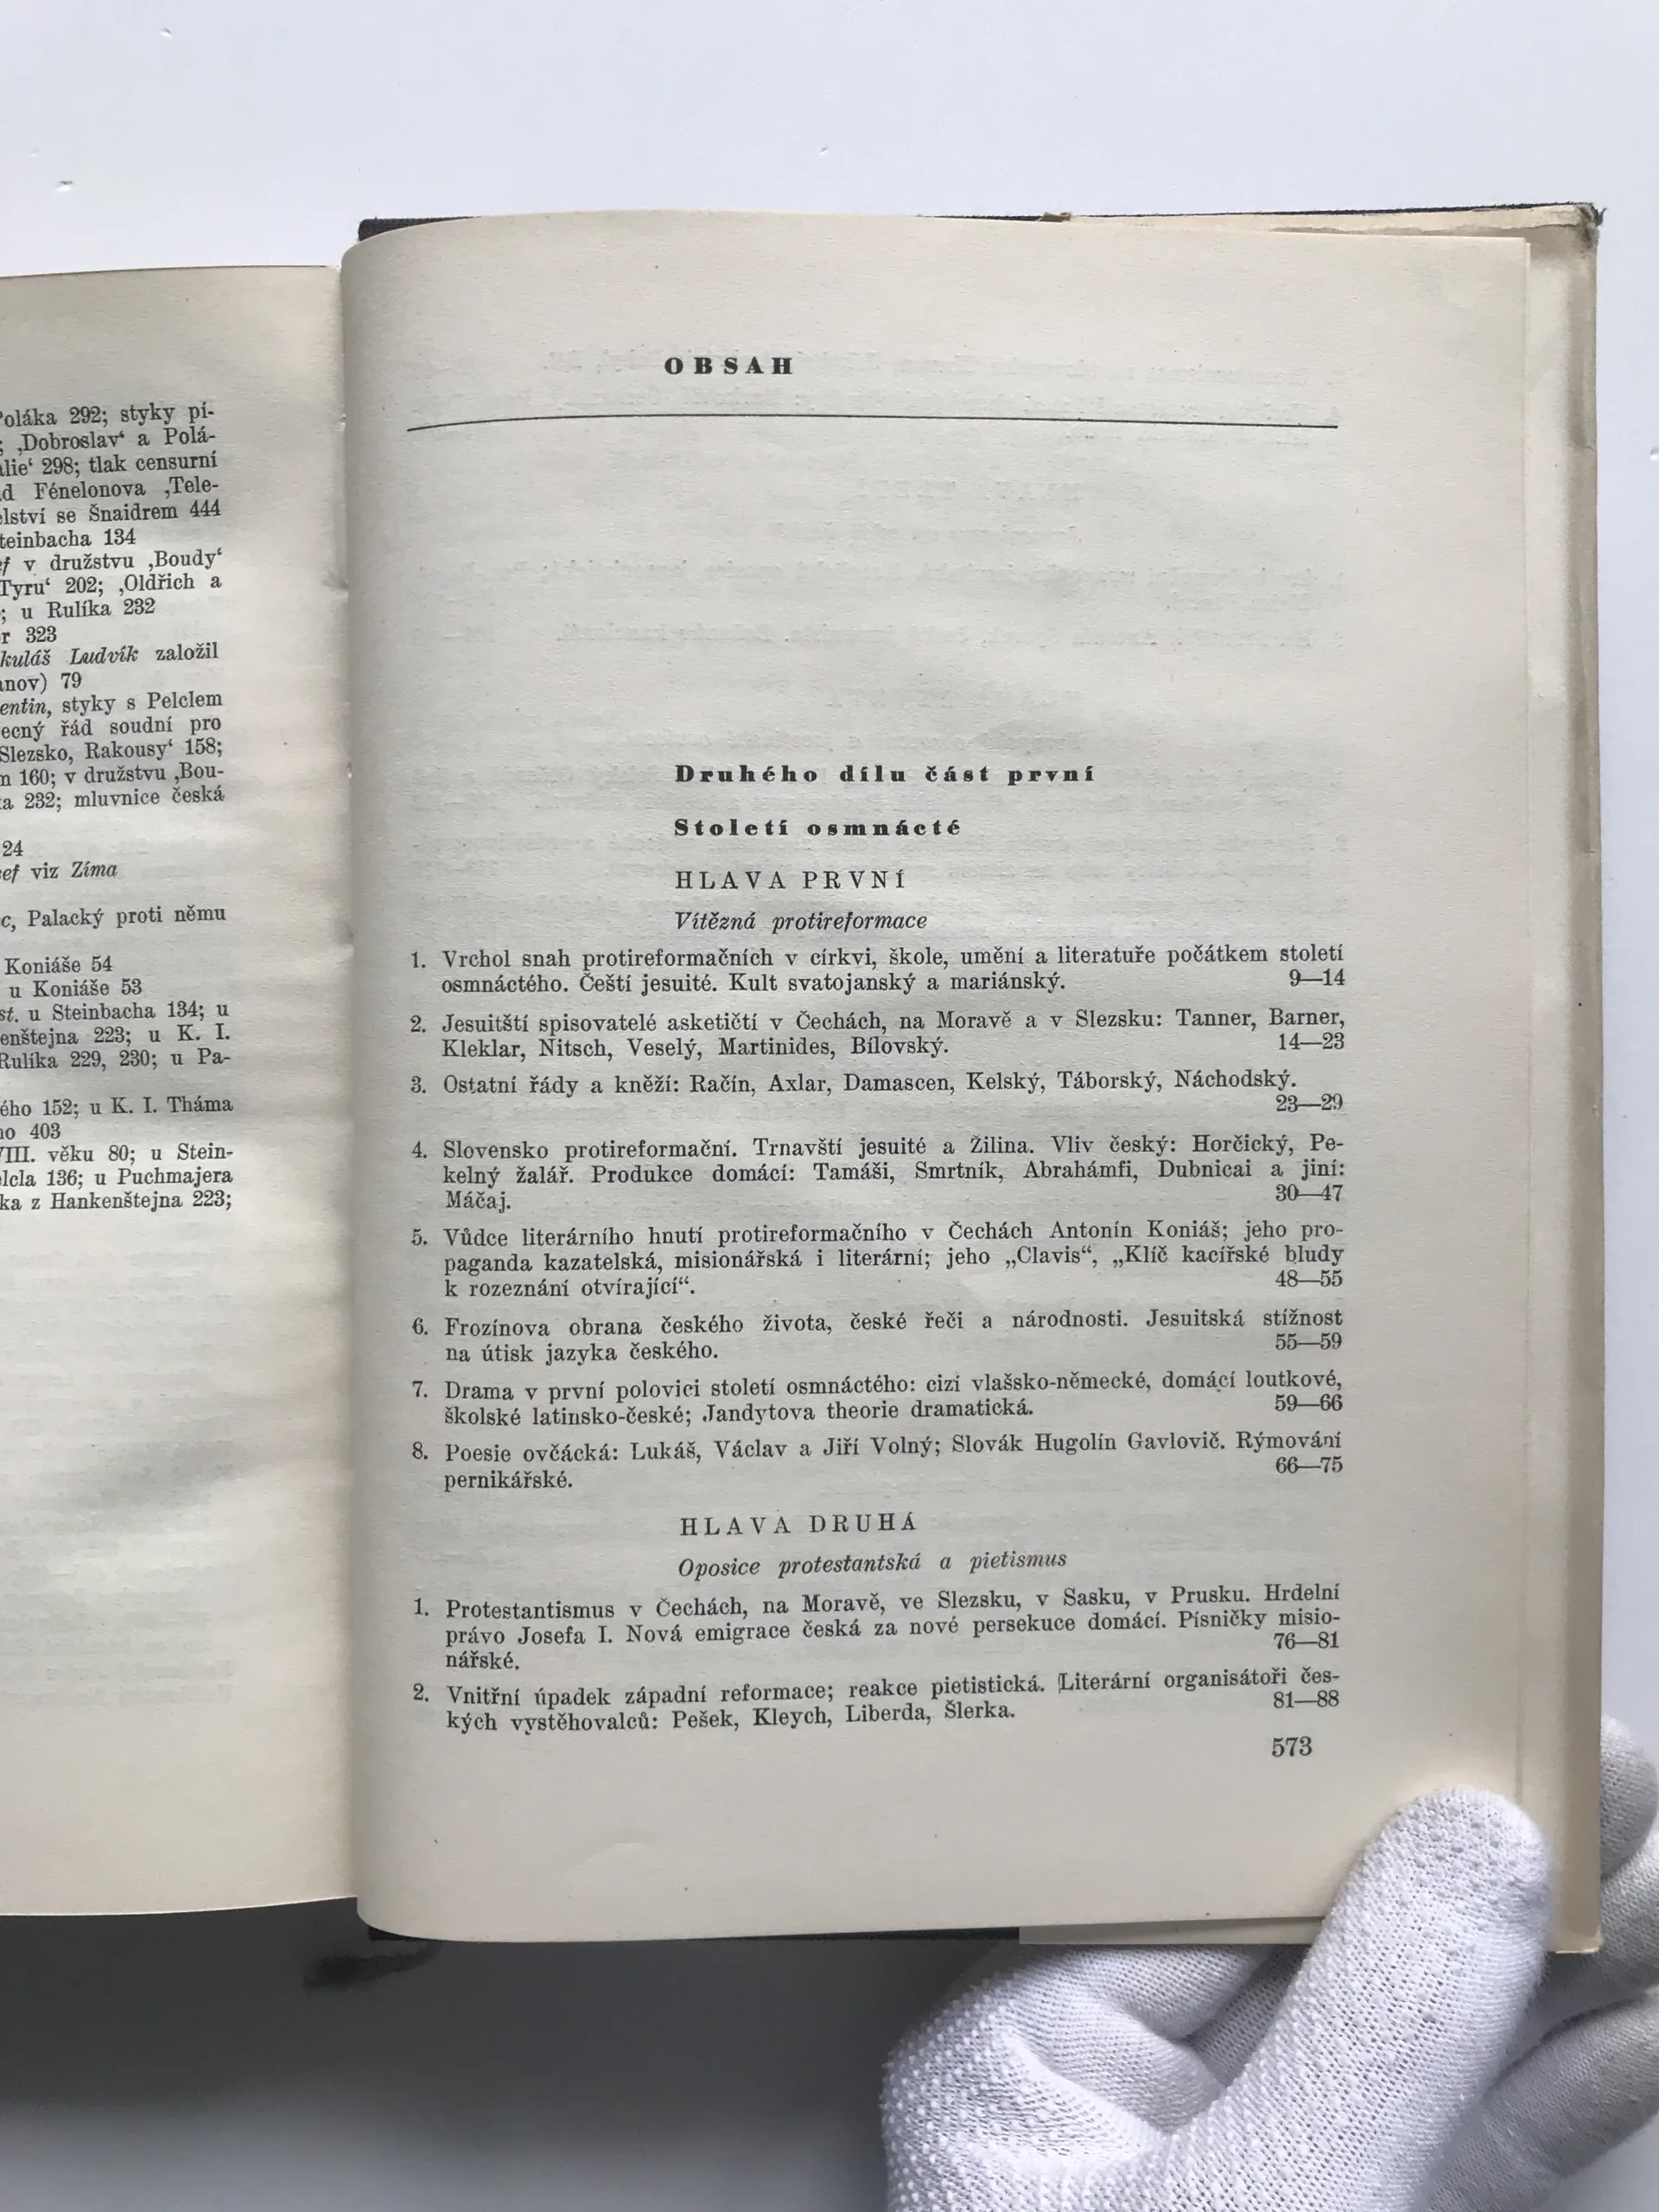 Poláka 292; styky pí-
; ‚Dobroslav‘ a Polá-
298; tlak censurní
Fénelonova ‚Tele-
se Šnaidrem 444
134
v družstvu ‚Boudy‘
Tyru‘ 202; ‚Oldřich a
; u Rulíka 232
r 323
kuláš Ludvík založil
79
entin, styky s Pelclem
ecný řád soudní pro
Slezsko, Rakousy‘ 158;
160; v družstvu ‚Bou-
232; mluvnice česká
24
viz Zíma
c, Palacký proti němu
Koniáše 54
u Koniáše 53
st. u Steinbacha 134; u
enštejna 223; u K. I.
Rulíka 229, 230; u Pa-
ého 152; u K. I. Tháma
403
VIII. věku 80; u Stein-
lcla 136; u Puchmajera
ka z Hankenštejna 223;
OBSAH
Druhého dílu část první
Století osmnácté
HLAVA PRVNÍ
Vítězná protireformace
1. Vrchol snah protireformačních v církvi, škole, umění a literatuře počátkem století
osmnáctého. Čeští jesuité. Kult svatojanský a mariánský. 9—14
2. Jesuitští spisovatelé asketičtí v Čechách, na Moravě a v Slezsku: Tanner, Barner,
Kleklar, Nitsch, Veselý, Martinides, Bílovský. 14—23
3. Ostatní řády a kněží: Račín, Axlar, Damascen, Kelský, Táborský, Náchodský.
23—29
4. Slovensko protireformační. Trnavští jesuité a Žilina. Vliv český: Horčický, Pe-
kelný žalář. Produkce domácí: Tamáši, Smrtník, Abrahámfi, Dubnicai a jiní:
Máčaj. 30—47
5. Vůdce literárního hnutí protireformačního v Čechách Antonín Koniáš; jeho pro-
paganda kazatelská, misionářská i literární; jeho „Clavis“, „Klíč kacířské bludy
k rozeznání otvírající“. 48—55
6. Frozínova obrana českého života, české řeči a národnosti. Jesuitská stížnost
na útisk jazyka českého. 55—59
7. Drama v první polovici století osmnáctého: cizí vlašsko-německé, domácí loutkové,
školské latinsko-české; Jandytova theorie dramatická. 59—66
8. Poesie ovčácká: Lukáš, Václav a Jiří Volný; Slovák Hugolín Gavlovič. Rýmování
pernikářské. 66—75
HLAVA DRUHÁ
Oposice protestantská a pietismus
1. Protestantismus v Čechách, na Moravě, ve Slezsku, v Sasku, v Prusku. Hrdelní
právo Josefa I. Nová emigrace česká za nové persekuce domácí. Písničky misio-
nářské. 76—81
2. Vnitřní úpadek západní reformace; reakce pietistická. Literární organisátoři čes-
kých vystěhovalců: Pešek, Kleych, Liberda, Šlerka. 81—88
573